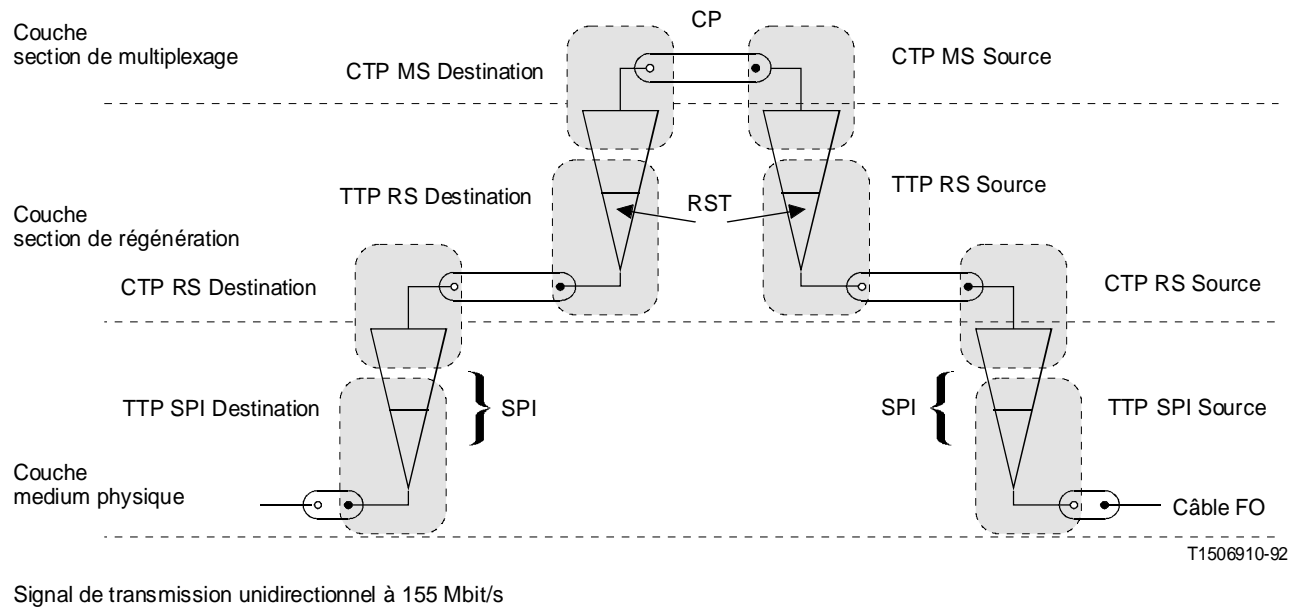 CP
Couche
section de multiplexage
CTP MS Destination
CTP MS Source
TTP RS Destination
TTP RS Source
RST
Couche
section de régénération
CTP RS Destination
CTP RS Source
TTP SPI Destination
SPI
SPI
TTP SPI Source
Couche
medium physique
Câble FO
T1506910-92
Signal de transmission unidirectionnel à 155 Mbit/s